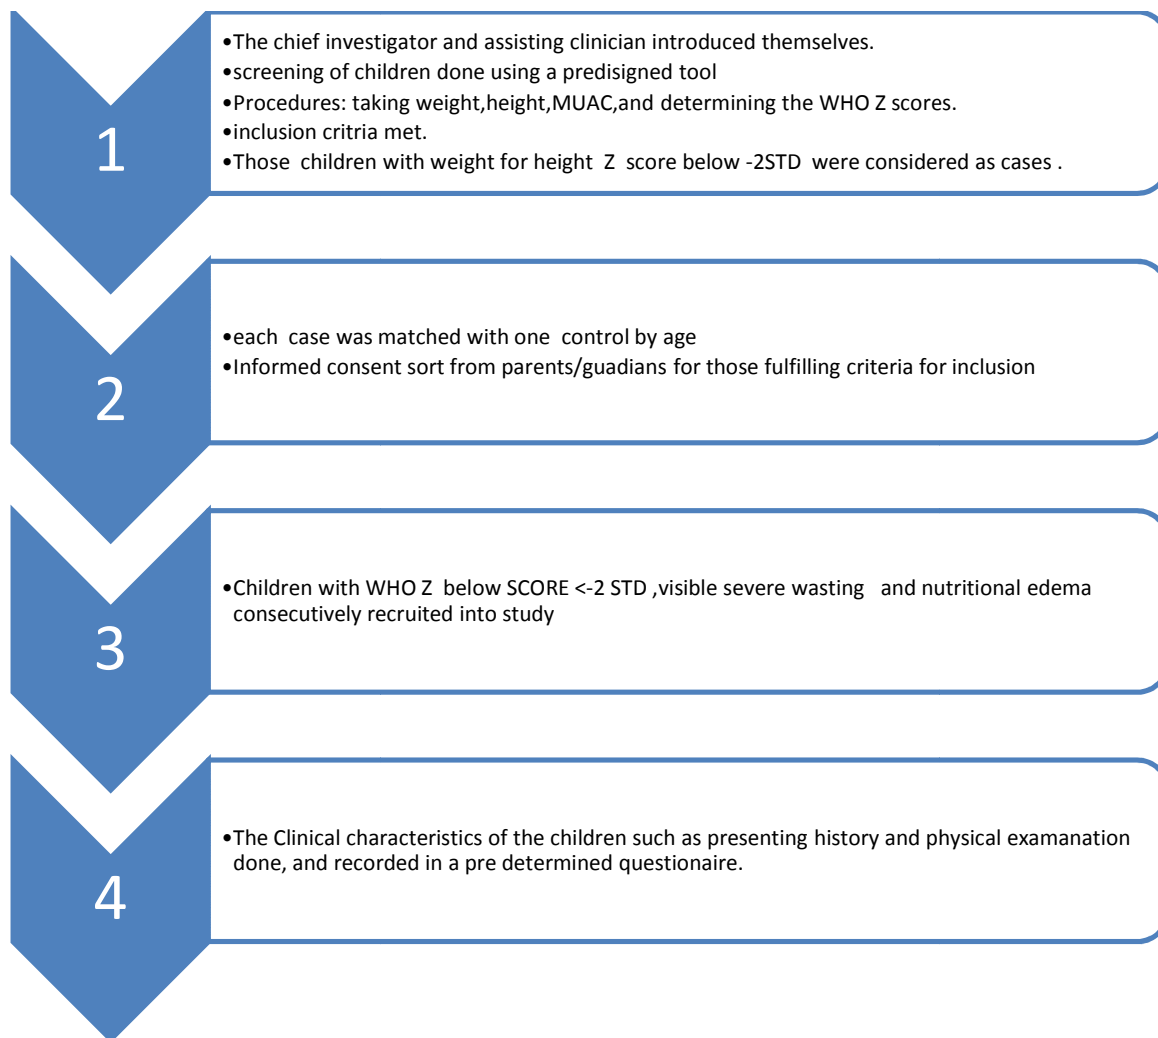 1
•The chief investigator and assisting clinician introduced themselves.
•screening of children done using a predisigned tool
•Procedures: taking weight,height,MUAC,and determining the WHO Z scores.
•inclusion critria met.
•Those children with weight for height Z score below -2STD were considered as cases .
2
•each case was matched with one control by age
•Informed consent sort from parents/guadians for those fulfilling criteria for inclusion
3
•Children with WHO Z below SCORE <-2 STD ,visible severe wasting and nutritional edema
consecutively recruited into study
4
•The Clinical characteristics of the children such as presenting history and physical examanation
done, and recorded in a pre determined questionaire.